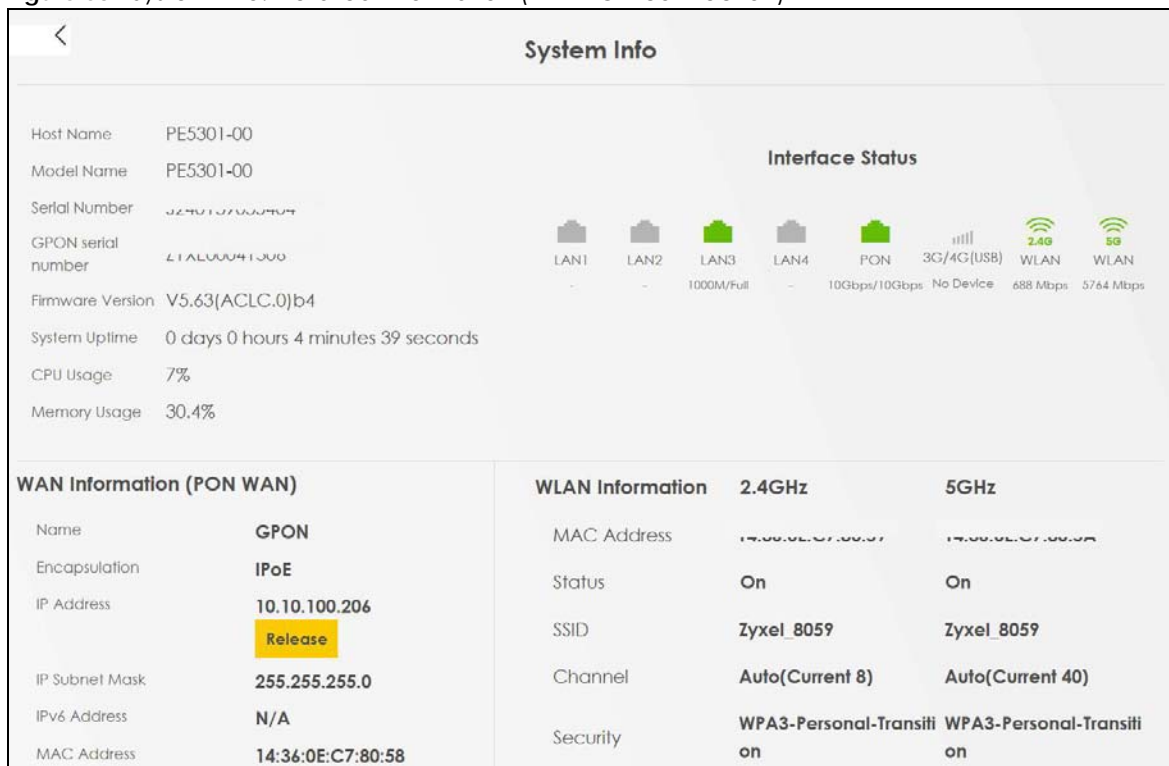 System Info
Host Name PE5301-00
Model Name PE5301-00
Serial Number
GPON serial
number
Firmware Version V5.63(ACLC.0)b4
System Uptime 0 days 0 hours 4 minutes 39 seconds
CPU Usage 7%
Memory Usage 30.4%
Interface Status
2.4G 5G
LAN1 LAN2 LAN3 LAN4 PON 3G/4G(USB) WLAN WLAN
- - 1000M/Full - 10Gbps/10Gbps No Device 688 Mbps 5764 Mbps
WAN Information (PON WAN)
Name GPON
Encapsulation IPoE
IP Address 10.10.100.206
Release
IP Subnet Mask 255.255.255.0
IPv6 Address N/A
MAC Address 14:36:0E:C7:80:58
WLAN Information 2.4GHz 5GHz
MAC Address
Status On On
SSID Zyxel_8059 Zyxel_8059
Channel Auto(Current 8) Auto(Current 40)
Security WPA3-Personal-Transiti WPA3-Personal-Transiti
on on